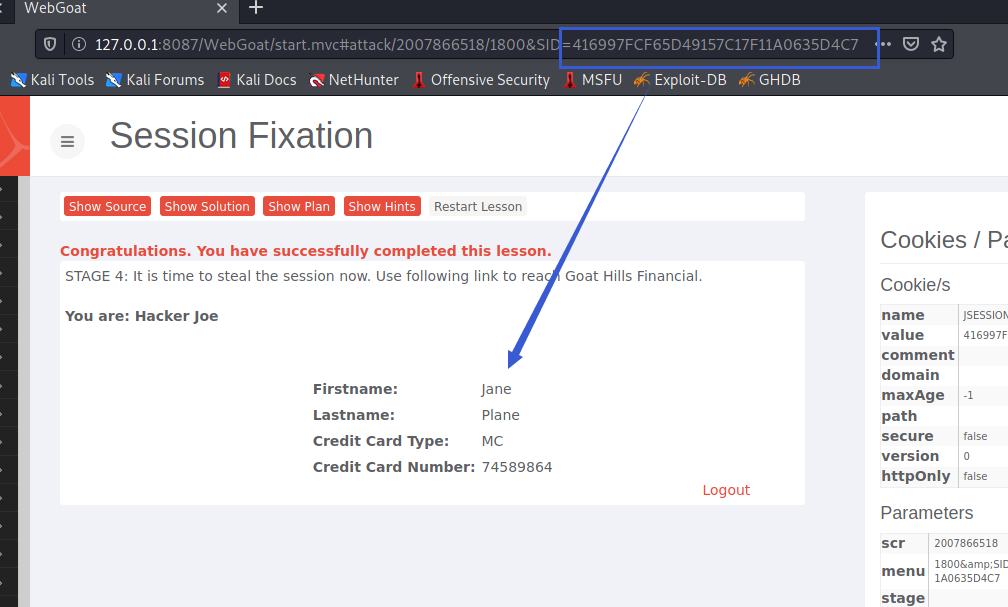 WebGoat
127.0.0.1:8087/WebGoat/start.mvc#attack/2007866518/1800&SID=416997FCF65D49157C17F11A0635D4C7
Kali Tools Kali Forums Kali Docs NetHunter Offensive Security MSFU Exploit-DB GHDB
Session Fixation
Show Source Show Solution Show Plan Show Hints Restart Lesson
Congratulations. You have successfully completed this lesson.
STAGE 4: It is time to steal the session now. Use following link to reach Goat Hills Financial.
You are: Hacker Joe
Firstname: Jane
Lastname: Plane
Credit Card Type: MC
Credit Card Number: 74589864
Logout
Cookies / Pa
Cookie/s
name JSESSION
value 416997F
comment
domain
maxAge -1
path
secure false
version 0
httpOnly false
Parameters
scr 2007866518
menu 1800&amp;SID
1A0635D4C7
stage